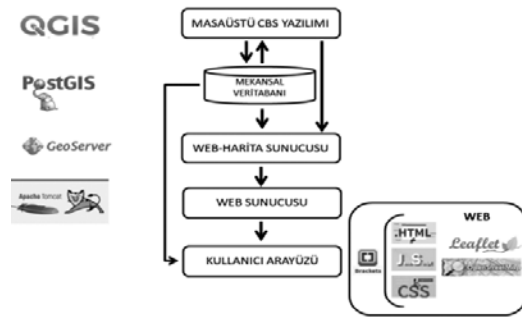 QGIS
PostGIS
GeoServer
Apache Tomcat
MASAÜSTÜ CBS YAZILIMI
MEKANSAL
VERİTABANI
WEB-HARİTA SUNUCUSU
WEB SUNUCUSU
KULLANICI ARAYÜZÜ
Brackets
HTML
CSS
WEB
Leaflet